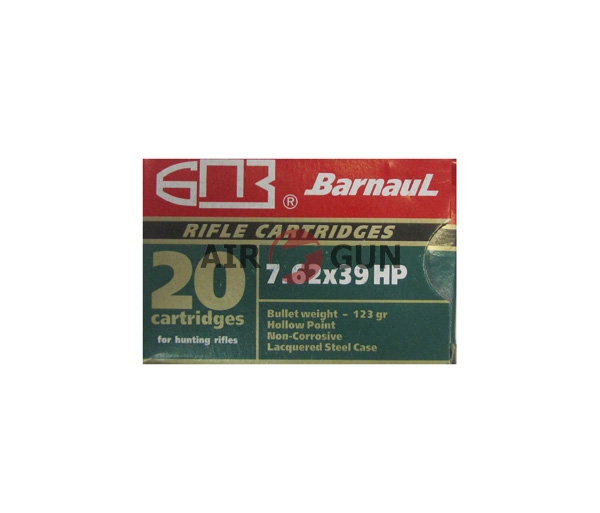 БПЗ ® BarnauL
RIFLE CARTRIDGES
AIR GUN
20
cartridges
for hunting rifles
7.62x39 HP
Bullet weight - 123 gr
Hollow Point
Non-Corrosive
Lacquered Steel Case